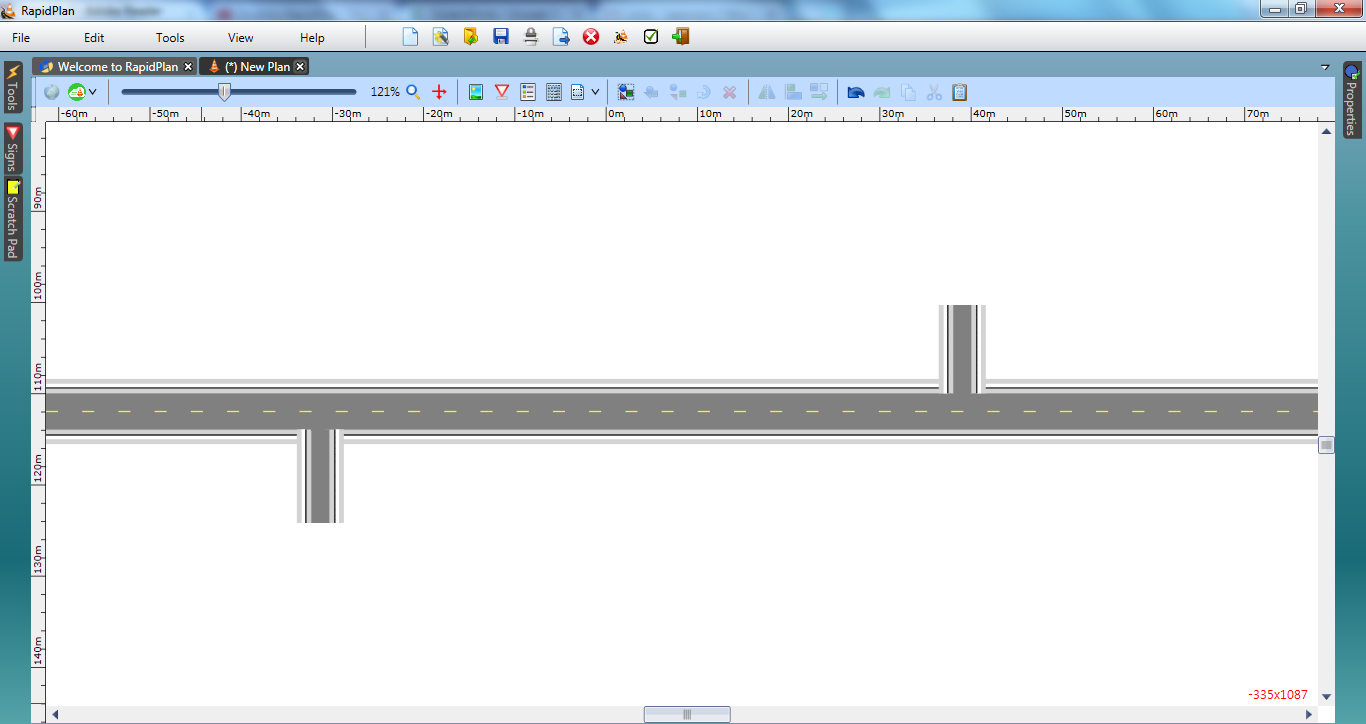 RapidPlan
File Edit Tools View Help
Welcome to RapidPlan (*) New Plan
121%
-60m -50m -40m -30m -20m -10m 0m 10m 20m 30m 40m 50m 60m 70m
Tools
Signs
Scratch Pad
Properties
90m
100m
110m
120m
130m
140m
-335x1087